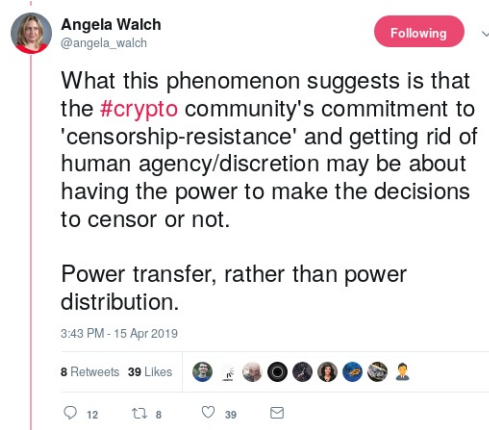 Angela Walch
@angela_walch
Following
What this phenomenon suggests is that
the #crypto community's commitment to
'censorship-resistance' and getting rid of
human agency/discretion may be about
having the power to make the decisions
to censor or not.
Power transfer, rather than power
distribution.
3:43 PM - 15 Apr 2019
8 Retweets 39 Likes
12 8 39